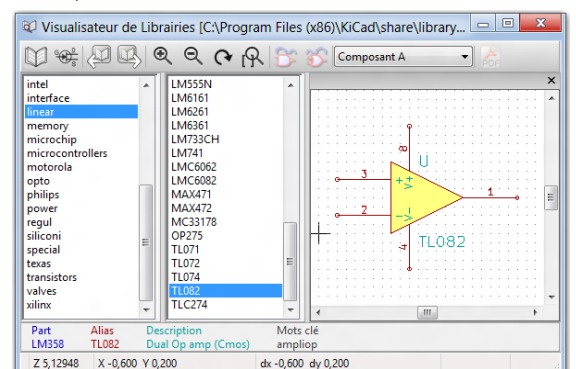 Visualisateur de Librairies [C:\Program Files (x86)\KiCad\share\library...
Composant A
intel
interface
linear
memory
microchip
microcontrollers
motorola
opto
philips
power
regul
siliconi
special
texas
transistors
valves
xilinx
LM555N
LM6161
LM6261
LM6361
LM733CH
LM741
LMC6062
LMC6082
MAX471
MAX472
MC33178
OP275
TL071
TL072
TL074
TL082
TLC274
8
U
3
+
V+
1
2
-
V-
4
TL082
Part Alias Description Mots clé
LM358 TL082 Dual Op amp (Cmos) ampliop
Z 5,12948 X -0,600 Y 0,200 dx -0,600 dy 0,200